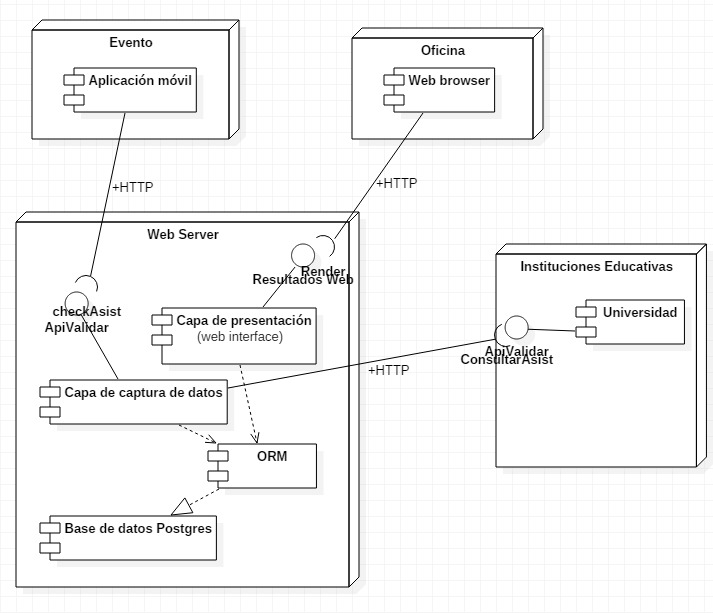 Evento
Aplicación móvil
Oficina
Web browser
+HTTP
+HTTP
Web Server
Render
Resultados Web
checkAsist
ApiValidar
Capa de presentación
(web interface)
Capa de captura de datos
+HTTP
ORM
Base de datos Postgres
Instituciones Educativas
Universidad
ApiValidar
ConsultarAsist